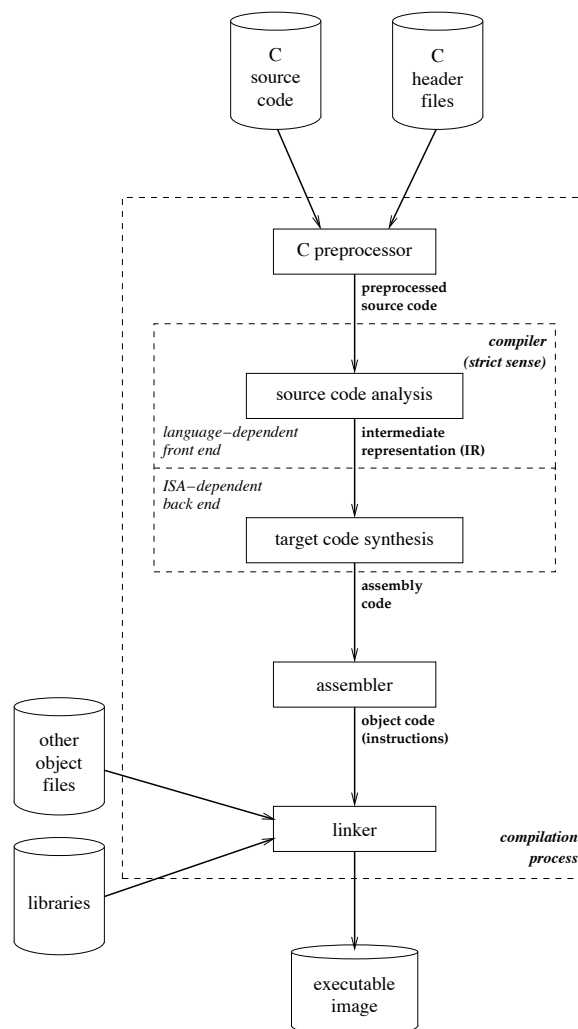 C
source
code
C
header
files
C preprocessor
preprocessed
source code
compiler
(strict sense)
source code analysis
language−dependent
front end
intermediate
representation (IR)
ISA−dependent
back end
target code synthesis
assembly
code
assembler
other
object
files
object code
(instructions)
linker
libraries
compilation
process
executable
image